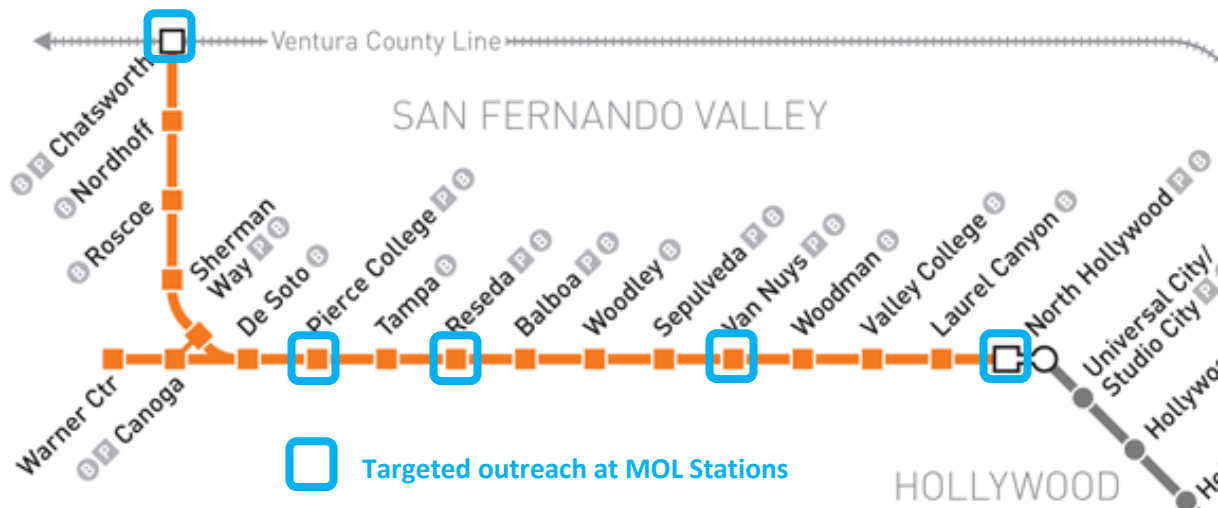 Ventura County Line
SAN FERNANDO VALLEY
B P Chatsworth
B Nordhoff
B Roscoe
Sherman
Way P B
De Soto B
Pierce College P B
Tampa B
Reseda P B
Balboa P B
Woodley B
Sepulveda P B
Van Nuys P B
Woodman B
Valley College B
Laurel Canyon B
North Hollywood P B
Universal City/
Studio City P
Hollywo
Ho
Warner Ctr
B P Canoga
Targeted outreach at MOL Stations
HOLLYWOOD